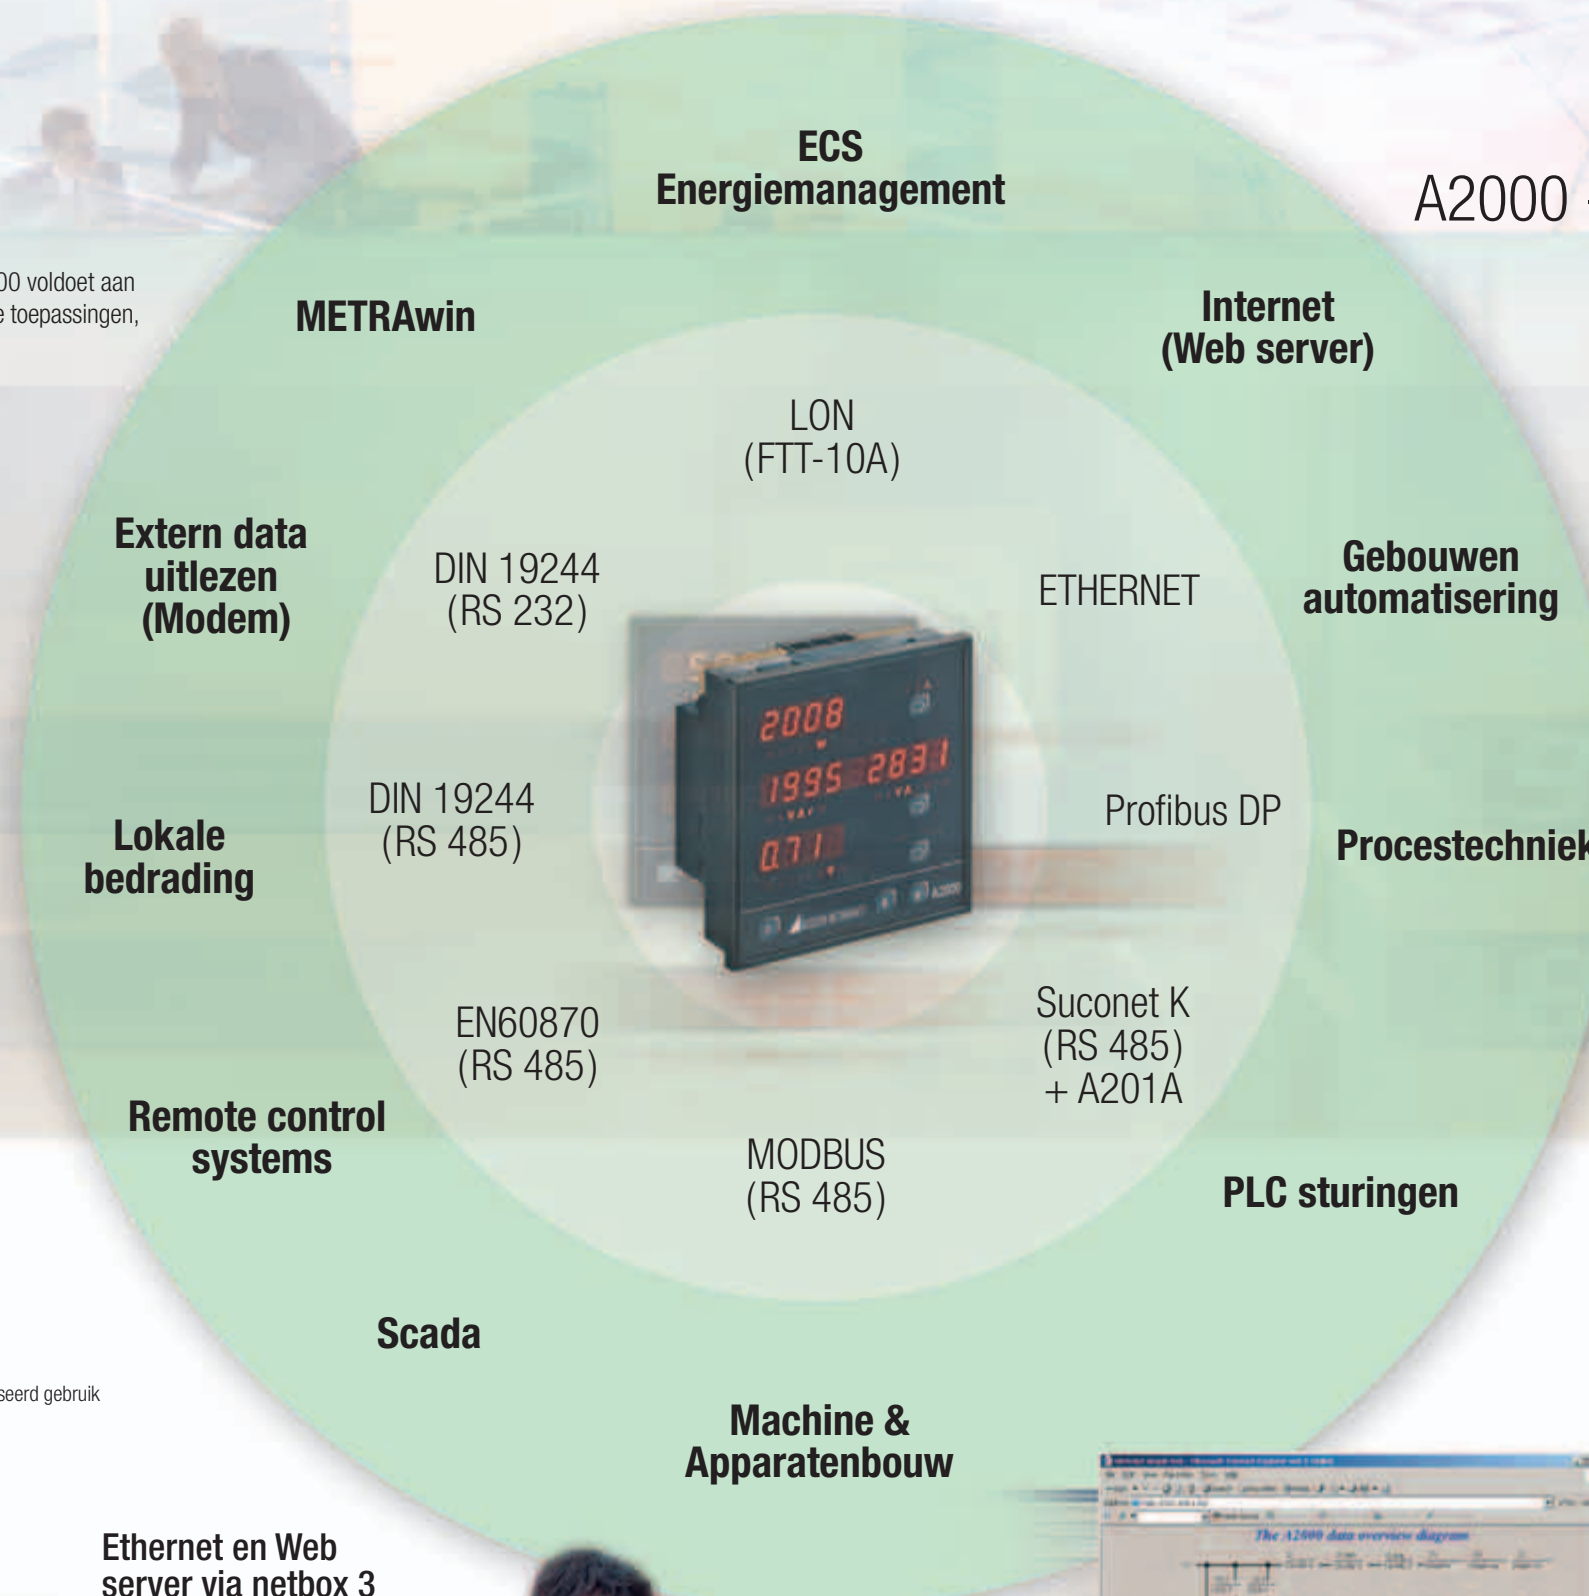 ECS
Energiemanagement
A2000
00 voldoet aan
e toepassingen,
METRAwin
Internet
(Web server)
LON
(FTT-10A)
Extern data
uitlezen
(Modem)
DIN 19244
(RS 232)
ETHERNET
Gebouwen
automatisering
2008
W
1995 2831
VAr VA
0.71
A2000
DIN 19244
(RS 485)
Profibus DP
Lokale
bedrading
Procestechniek
EN60870
(RS 485)
Suconet K
(RS 485)
+ A201A
Remote control
systems
MODBUS
(RS 485)
PLC sturingen
Scada
seerd gebruik
Machine &
Apparatenbouw
The A2000 data overview diagram
Ethernet en Web
server via netbox 3